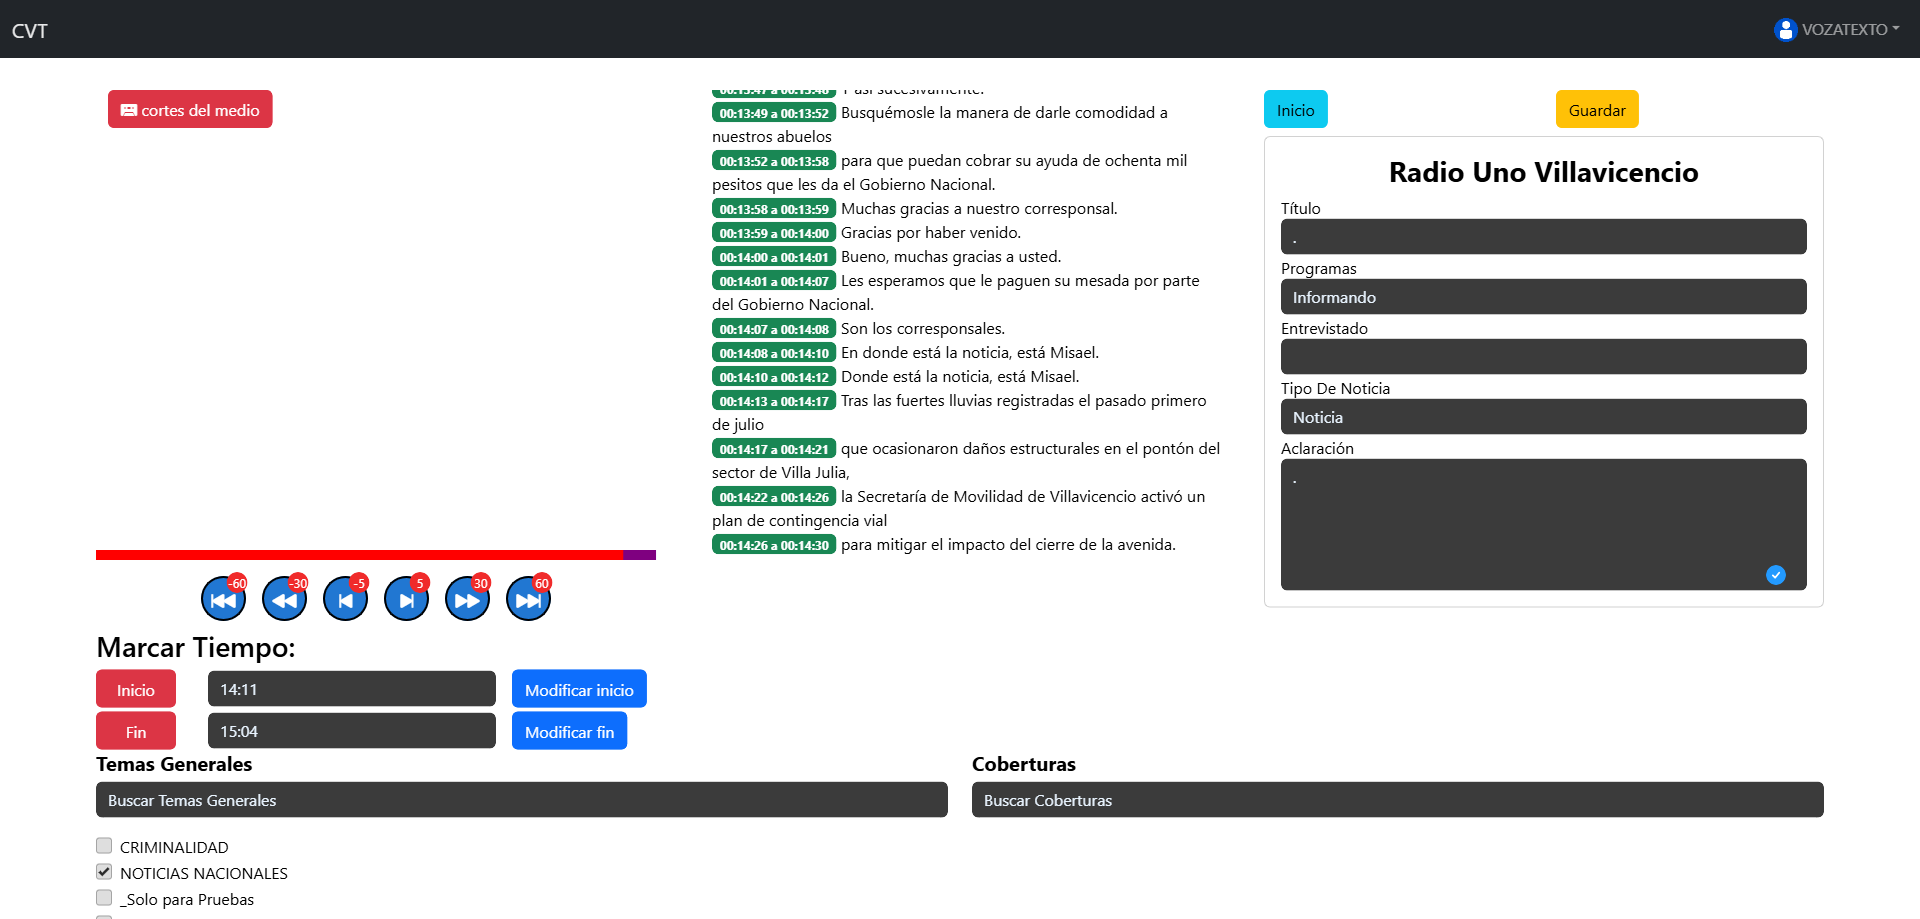 CVT
VOZATEXTO
cortes del medio
00:13:47 a 00:13:48 Y así sucesivamente.
00:13:49 a 00:13:52 Busquémosle la manera de darle comodidad a
nuestros abuelos
00:13:52 a 00:13:58 para que puedan cobrar su ayuda de ochenta mil
pesitos que les da el Gobierno Nacional.
00:13:58 a 00:13:59 Muchas gracias a nuestro corresponsal.
00:13:59 a 00:14:00 Gracias por haber venido.
00:14:00 a 00:14:01 Bueno, muchas gracias a usted.
00:14:01 a 00:14:07 Les esperamos que le paguen su mesada por parte
del Gobierno Nacional.
00:14:07 a 00:14:08 Son los corresponsales.
00:14:08 a 00:14:10 En donde está la noticia, está Misael.
00:14:10 a 00:14:12 Donde está la noticia, está Misael.
00:14:13 a 00:14:17 Tras las fuertes lluvias registradas el pasado primero
de julio
00:14:17 a 00:14:21 que ocasionaron daños estructurales en el pontón del
sector de Villa Julia,
00:14:22 a 00:14:26 la Secretaría de Movilidad de Villavicencio activó un
plan de contingencia vial
00:14:26 a 00:14:30 para mitigar el impacto del cierre de la avenida.
Inicio
Guardar
Radio Uno Villavicencio
Título
.
Programas
Informando
Entrevistado
Tipo De Noticia
Noticia
Aclaración
.
-60 -30 -5 5 30 60
Marcar Tiempo:
Inicio 14:11 Modificar inicio
Fin 15:04 Modificar fin
Temas Generales
Buscar Temas Generales
CRIMINALIDAD
NOTICIAS NACIONALES
_Solo para Pruebas
Coberturas
Buscar Coberturas